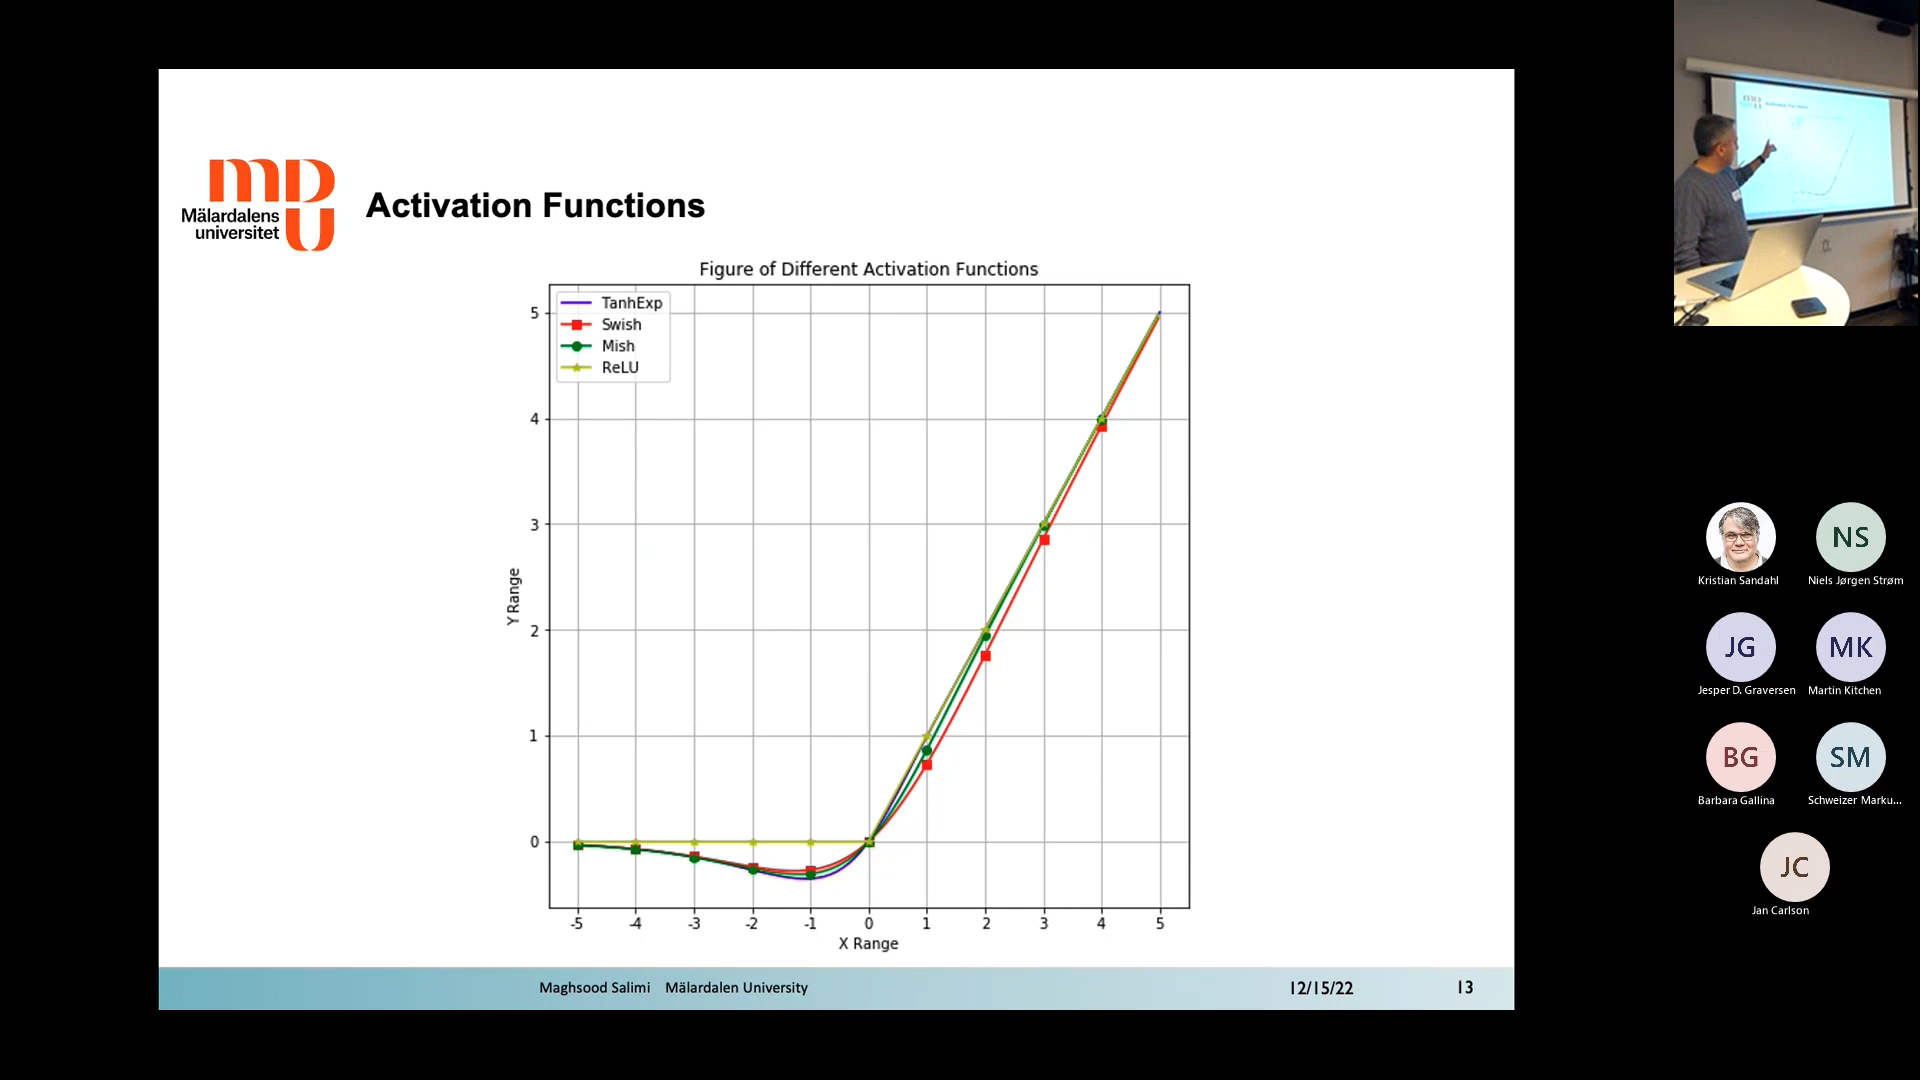 mDU
Mälardalens
universitet
Activation Functions
Figure of Different Activation Functions
TanhExp
Swish
Mish
ReLU
5
4
3
2
1
0
Y Range
-5 -4 -3 -2 -1 0 1 2 3 4 5
X Range
Maghsood Salimi Mälardalen University 12/15/22 13
Kristian Sandahl
NS
Niels Jørgen Strøm
JG
Jesper D. Graversen
MK
Martin Kitchen
BG
Barbara Gallina
SM
Schweizer Marku...
JC
Jan Carlson